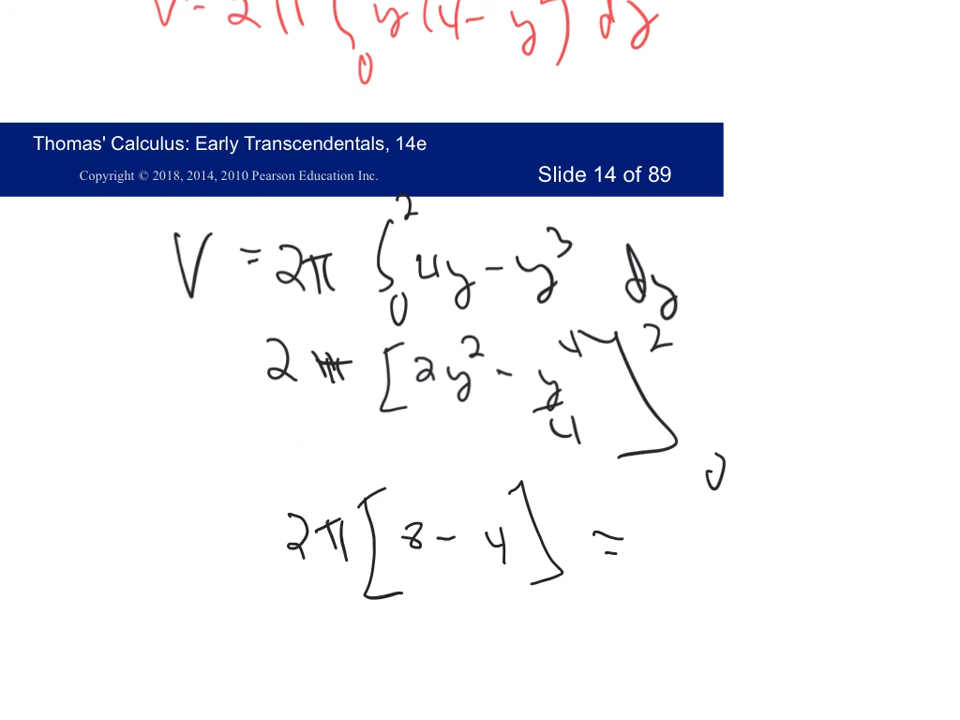 V = 2π ∫₀ y(4 - y²) dy
Thomas' Calculus: Early Transcendentals, 14e
Copyright © 2018, 2014, 2010 Pearson Education Inc.
Slide 14 of 89
V = 2π ∫₀² 4y - y³ dy
2π [2y² - y⁴/4]₀²
2π [8 - 4] =